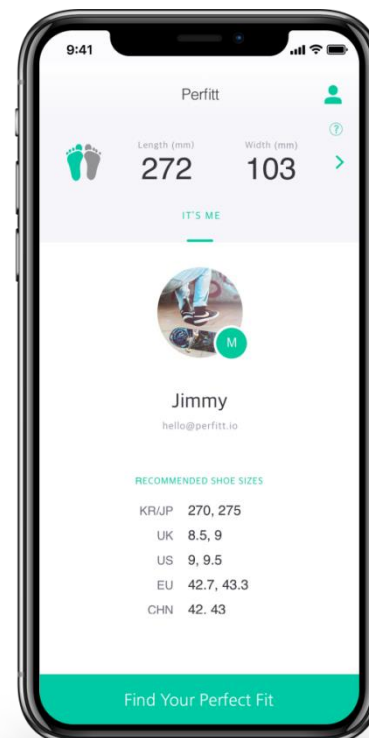 9:41
Perfitt
?
Length (mm) Width (mm)
272 103
IT'S ME
M
Jimmy
hello@perfitt.io
RECOMMENDED SHOE SIZES
KR/JP 270, 275
UK 8.5, 9
US 9, 9.5
EU 42.7, 43.3
CHN 42. 43
Find Your Perfect Fit